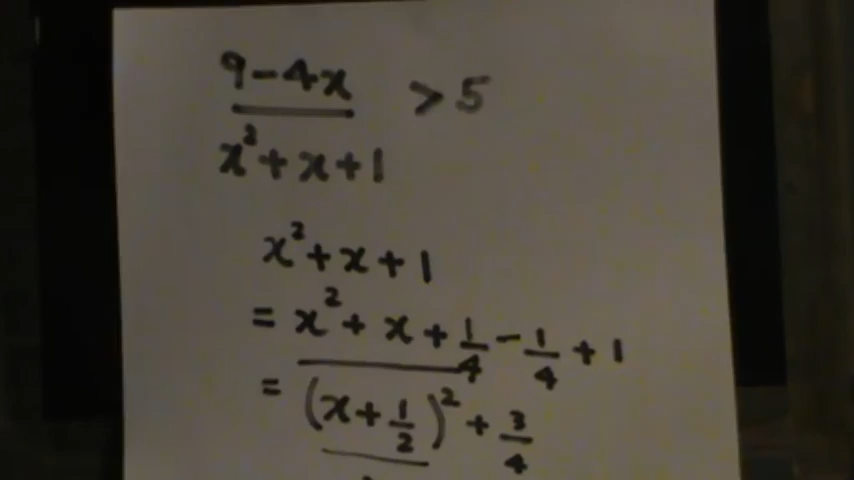 9-4x / x²+x+1 > 5
x²+x+1
= x²+x+1/4-1/4+1
= (x+1/2)²+3/4